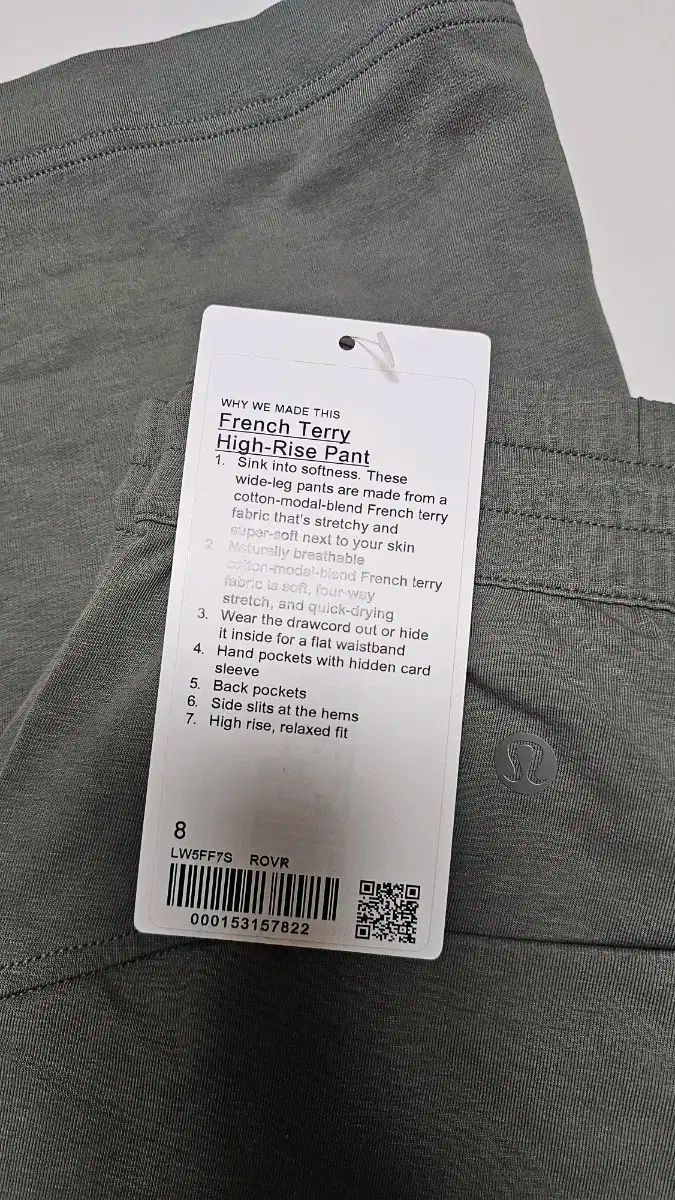 WHY WE MADE THIS
French Terry
High-Rise Pant
1. Sink into softness. These
wide-leg pants are made from a
cotton-modal-blend French terry
fabric that's stretchy and
super-soft next to your skin
2. Naturally breathable
cotton-modal-blend French terry
fabric is soft, four-way
stretch, and quick-drying
3. Wear the drawcord out or hide
it inside for a flat waistband
4. Hand pockets with hidden card
sleeve
5. Back pockets
6. Side slits at the hems
7. High rise, relaxed fit
8
LW5FF7S ROVR
000153157822